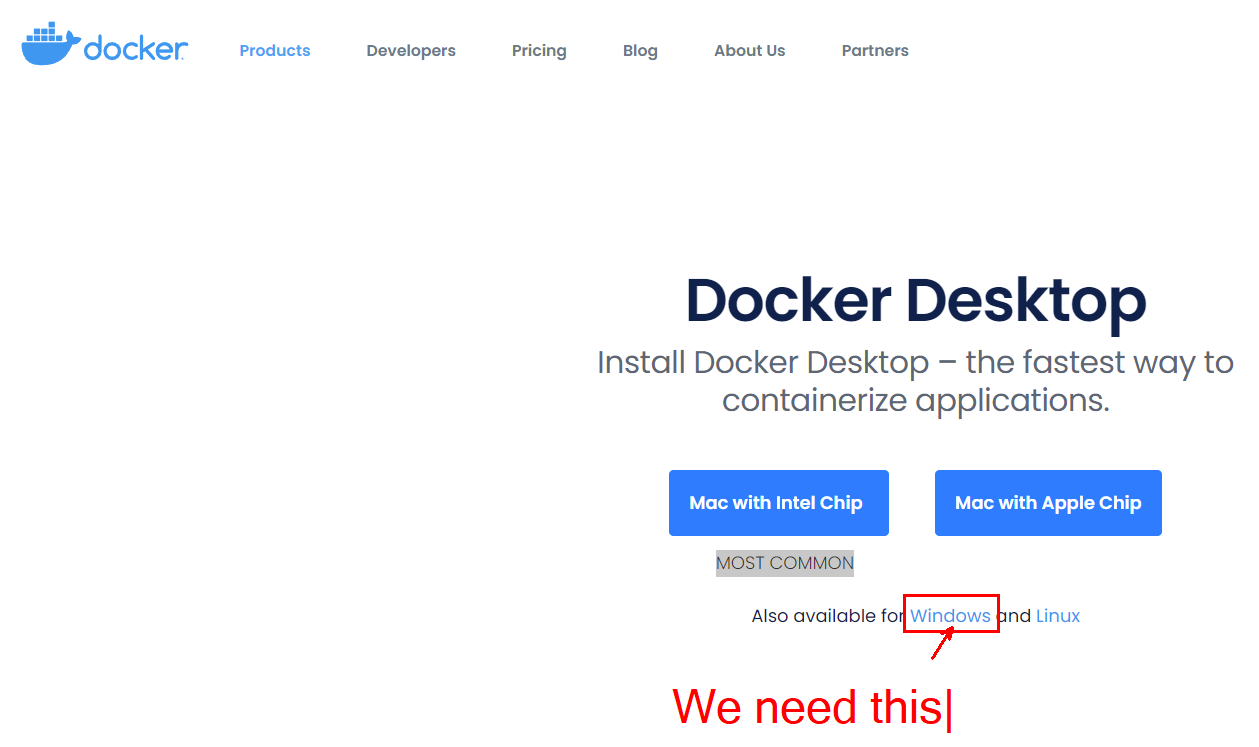 docker
Products Developers Pricing Blog About Us Partners
Docker Desktop
Install Docker Desktop – the fastest way to
containerize applications.
Mac with Intel Chip Mac with Apple Chip
MOST COMMON
Also available for Windows and Linux
We need this